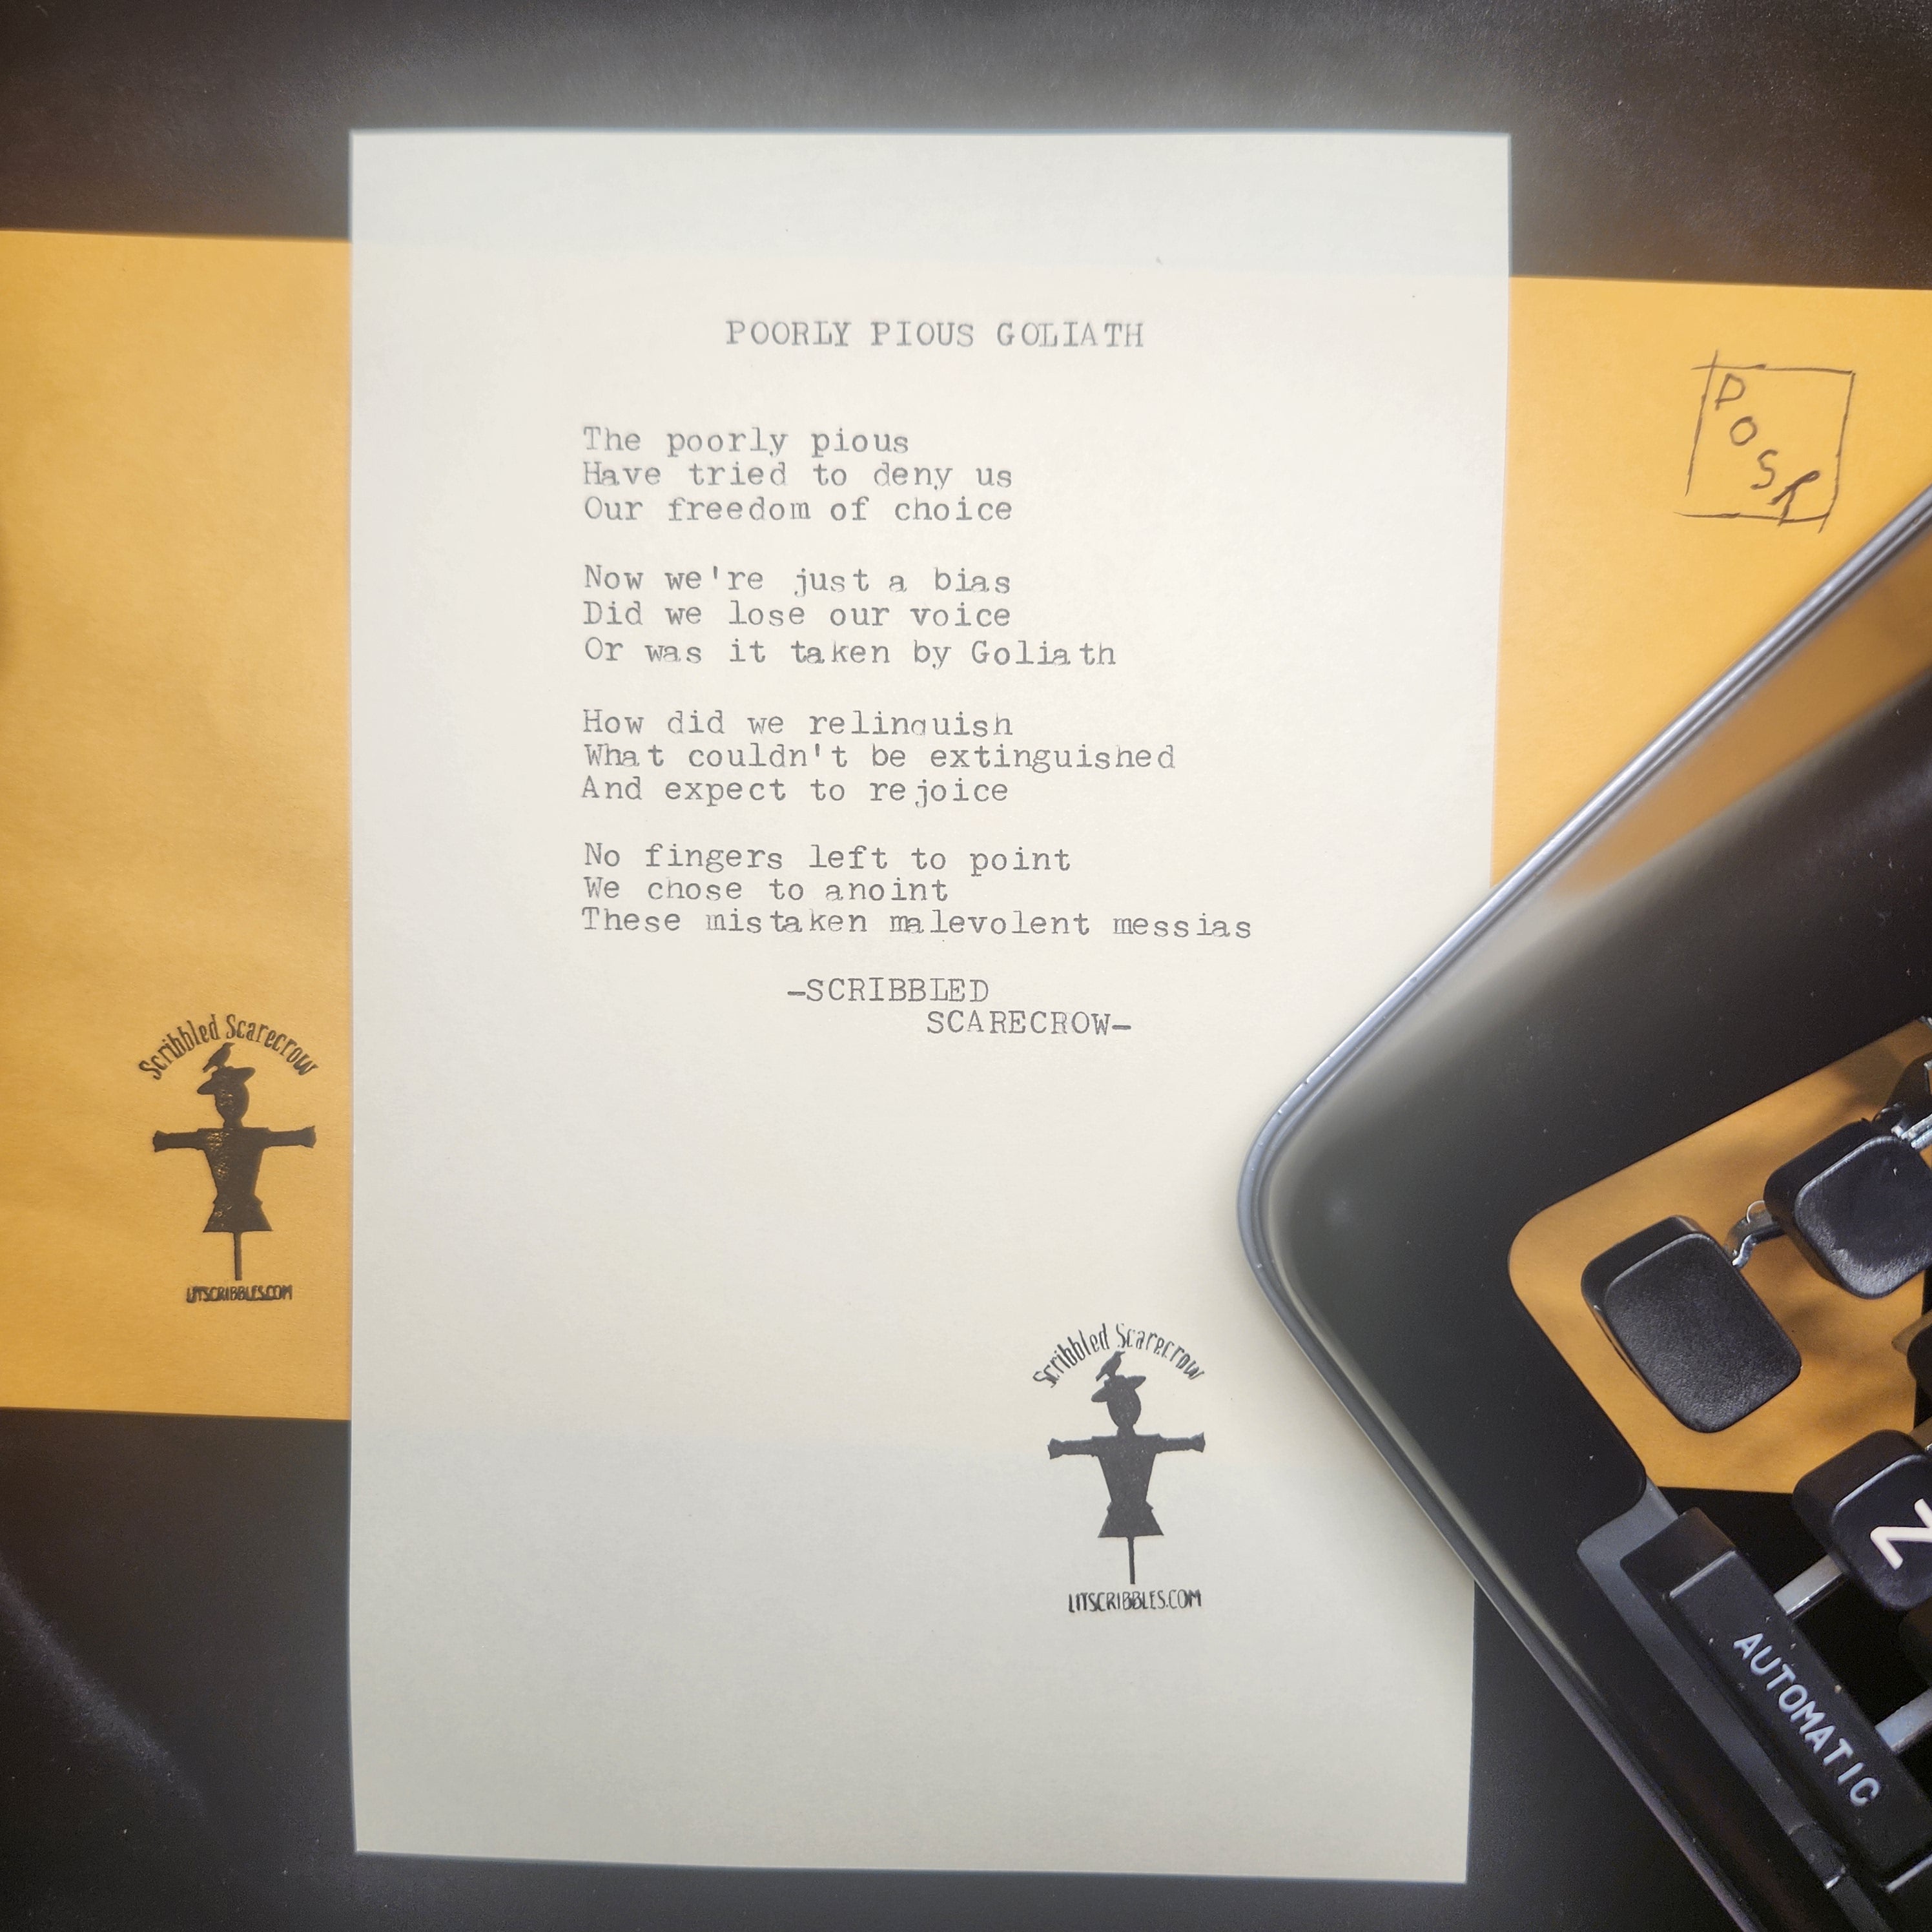 POORLY PIOUS GOLIATH
The poorly pious
Have tried to deny us
Our freedom of choice
Now we're just a bias
Did we lose our voice
Or was it taken by Goliath
How did we relinquish
What couldn't be extinguished
And expect to rejoice
No fingers left to point
We chose to anoint
These mistaken malevolent messias
-SCRIBBLED
SCARECROW-
Scribbled Scarecrow
LITSCRIBBLES.COM
Scribbled Scarecrow
LITSCRIBBLES.COM
POSR
Z
AUTOMATIC